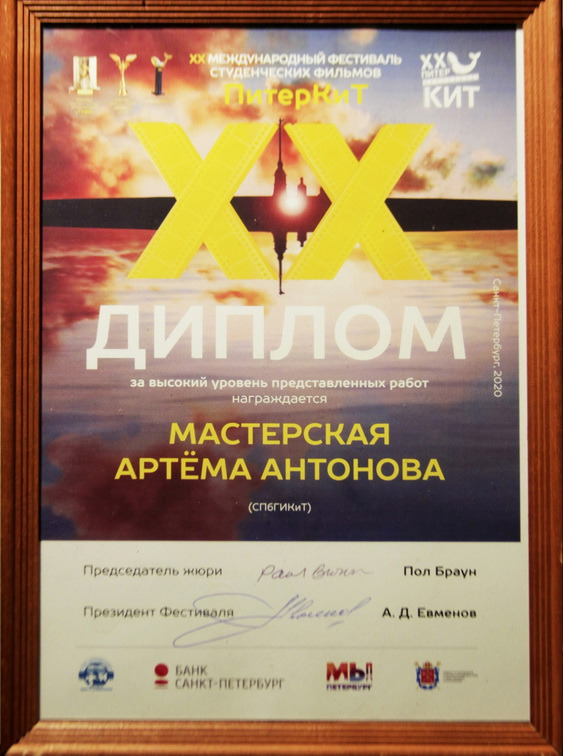 XX МЕЖДУНАРОДНЫЙ ФЕСТИВАЛЬ
СТУДЕНЧЕСКИХ ФИЛЬМОВ
ПитерКиТ
XX
ПИТЕР
КИТ
XX
ДИПЛОМ
Санкт-Петербург, 2020
за высокий уровень представленных работ
награждается
МАСТЕРСКАЯ
АРТЁМА АНТОНОВА
(СПбГИКиТ)
Председатель жюри Paul Brown Пол Браун
Президент Фестиваля А. Д. Евменов
БАНК
САНКТ-ПЕТЕРБУРГ
МЫ!
ПЕТЕРБУРГ